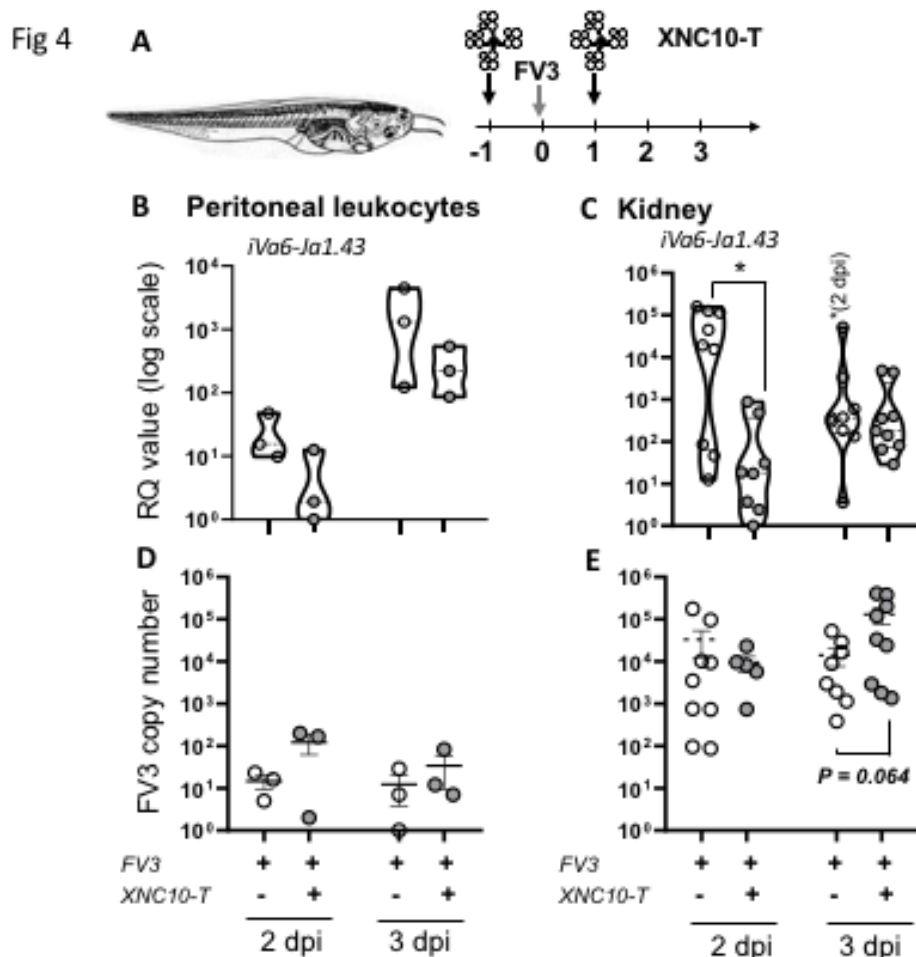 Fig 4
A
XNC10-T
FV3
-1 0 1 2 3
B Peritoneal leukocytes
iVα6-Jα1.43
RQ value (log scale)
10⁴
10³
10²
10¹
10⁰
C Kidney
iVα6-Jα1.43
*
*(2 dpi)
10⁶
10⁵
10⁴
10³
10²
10¹
10⁰
D
FV3 copy number
10⁶
10⁵
10⁴
10³
10²
10¹
10⁰
E
10⁶
10⁵
10⁴
10³
10²
10¹
10⁰
P = 0.064
FV3 + + + +
XNC10-T - + - +
2 dpi 3 dpi
FV3 + + + +
XNC10-T - + - +
2 dpi 3 dpi